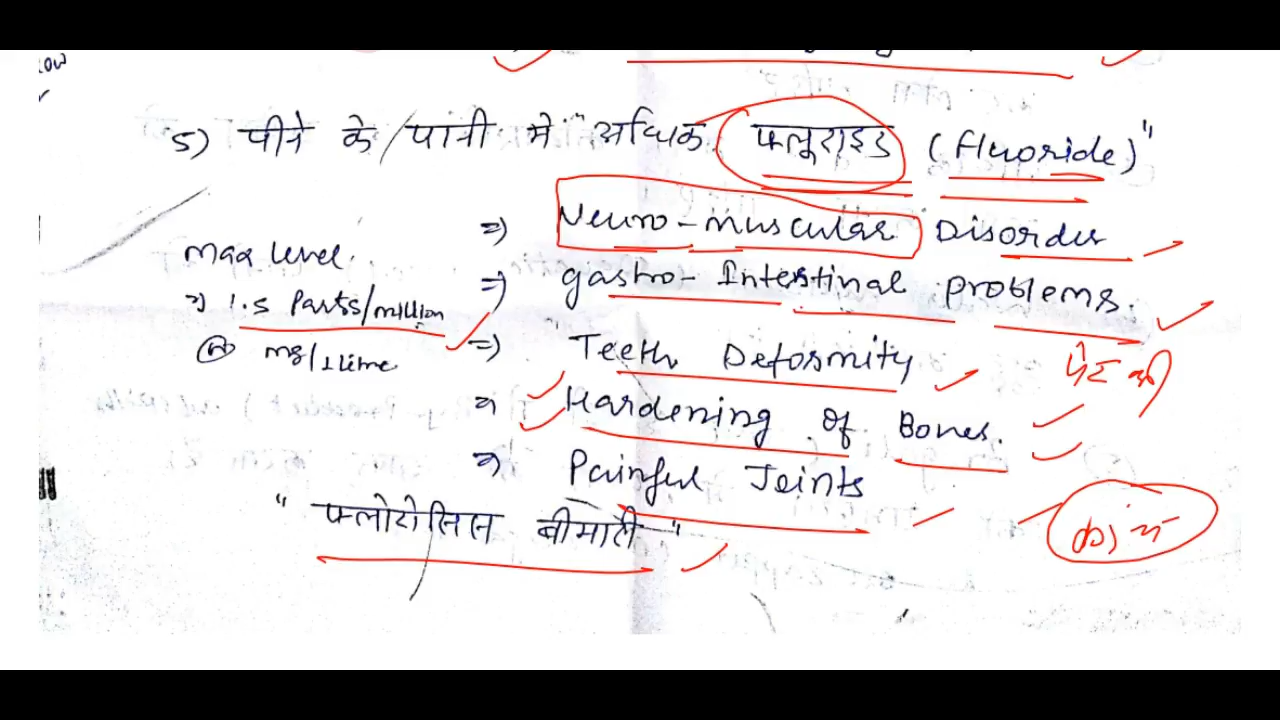 low
5) पीने के पानी मे "अधिक फ्लूराइड (Fluoride)"
=) Neuro-muscular Disorder
Max level.
=) gastro-Intestinal problems.
=) 1.5 Parts/million
=) Teeth Deformity
mg/1
पेट की
=) Hardening of Bones.
=) Painful Joints
"फ्लोरोसिस बीमारी"